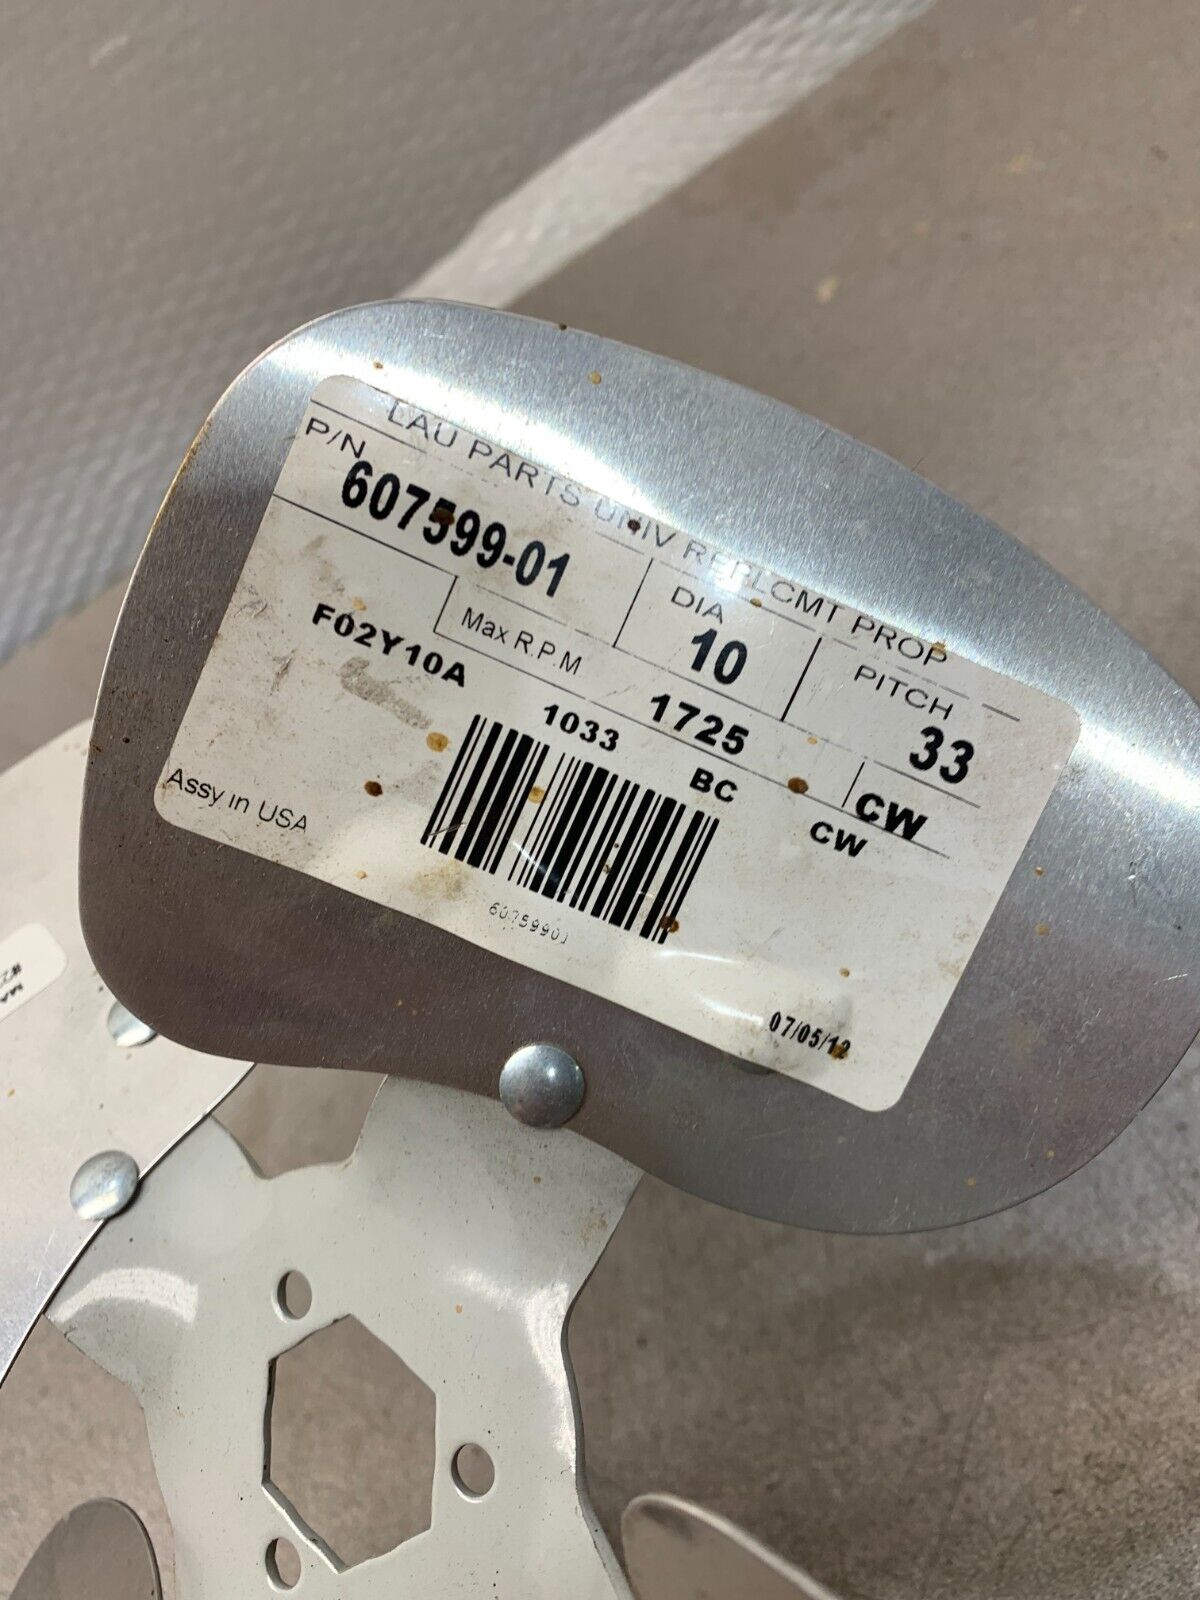 LAU PARTS UNIV REPLCMT PROP
P/N 607599-01 DIA 10 PITCH 33
Max R.P.M 1725 CW
F02Y10A 1033 BC CW
Assy in USA
60759901
07/05/12